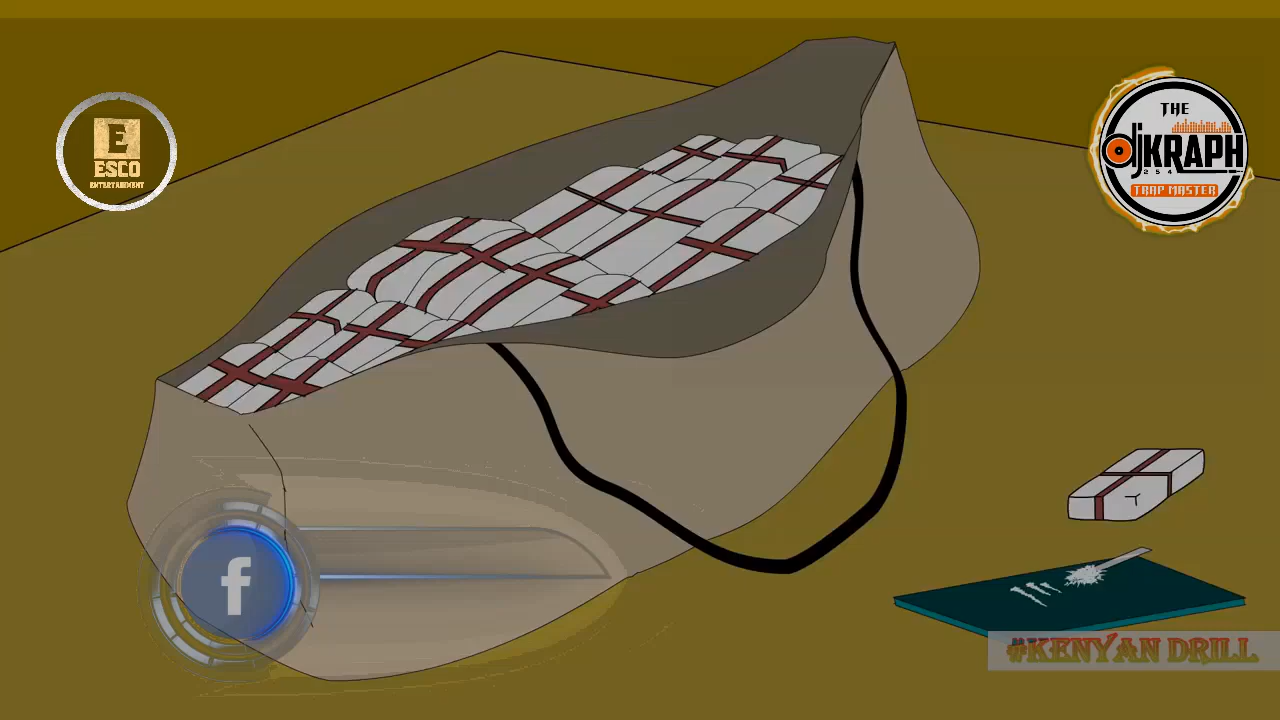 E
ESCO
ENTERTAINMENT
THE
djKRAPH
254
TRAP MASTER
f
#KENYAN DRILL